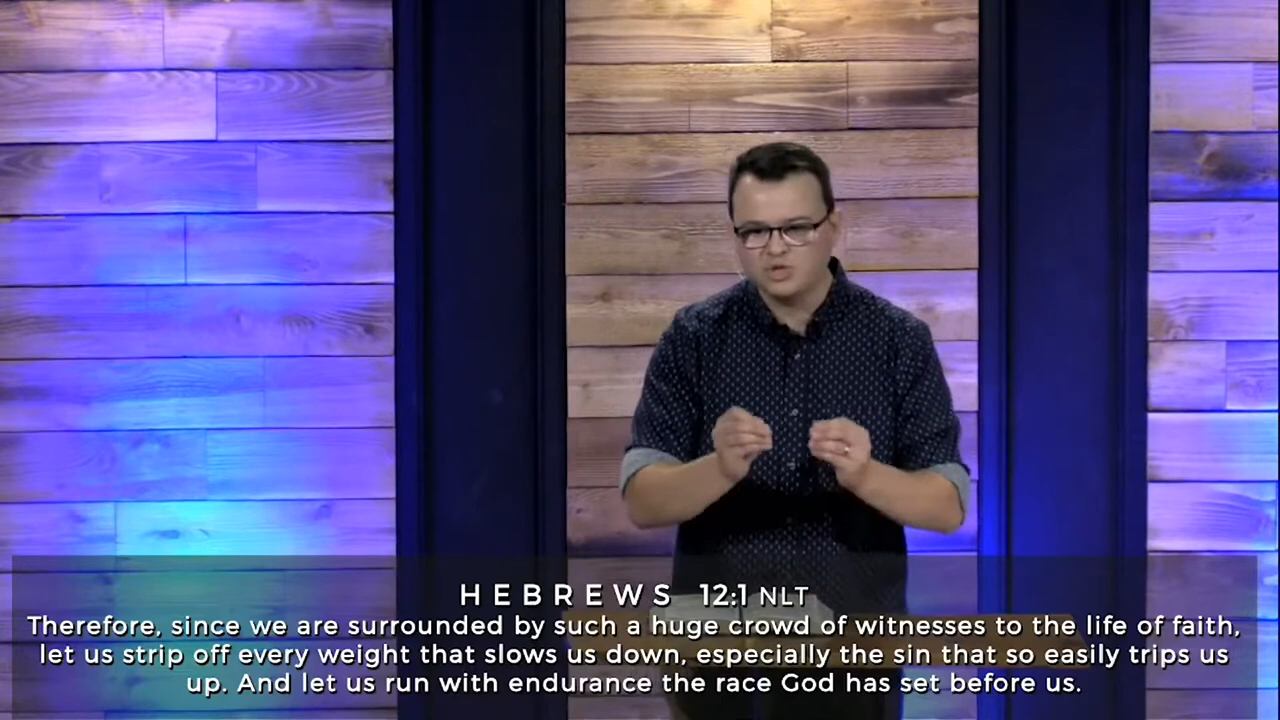 HEBREWS 12:1 NLT
Therefore, since we are surrounded by such a huge crowd of witnesses to the life of faith,
let us strip off every weight that slows us down, especially the sin that so easily trips us
up. And let us run with endurance the race God has set before us.